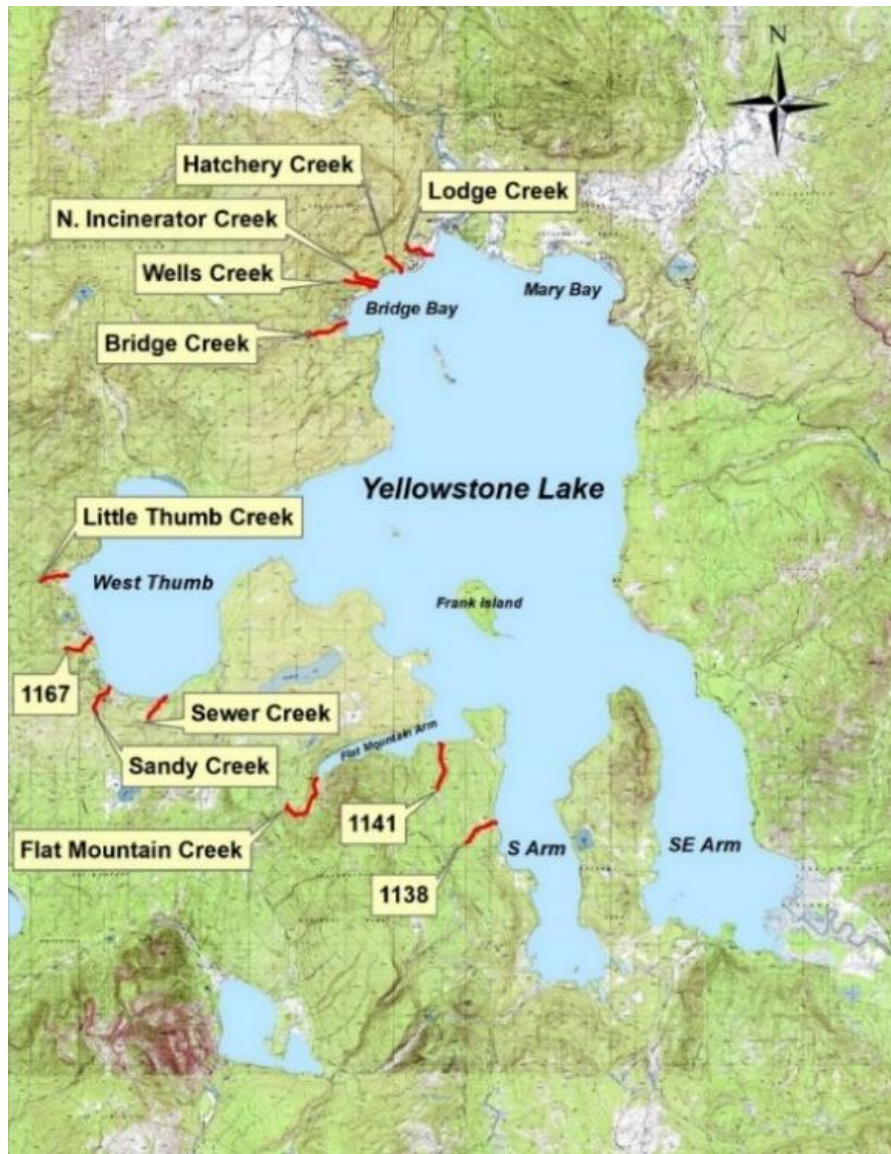 N
Hatchery Creek
Lodge Creek
N. Incinerator Creek
Wells Creek
Mary Bay
Bridge Bay
Bridge Creek
Yellowstone Lake
Little Thumb Creek
West Thumb
Frank Island
1167
Sewer Creek
Flat Mountain Arm
Sandy Creek
1141
Flat Mountain Creek
S Arm
SE Arm
1138